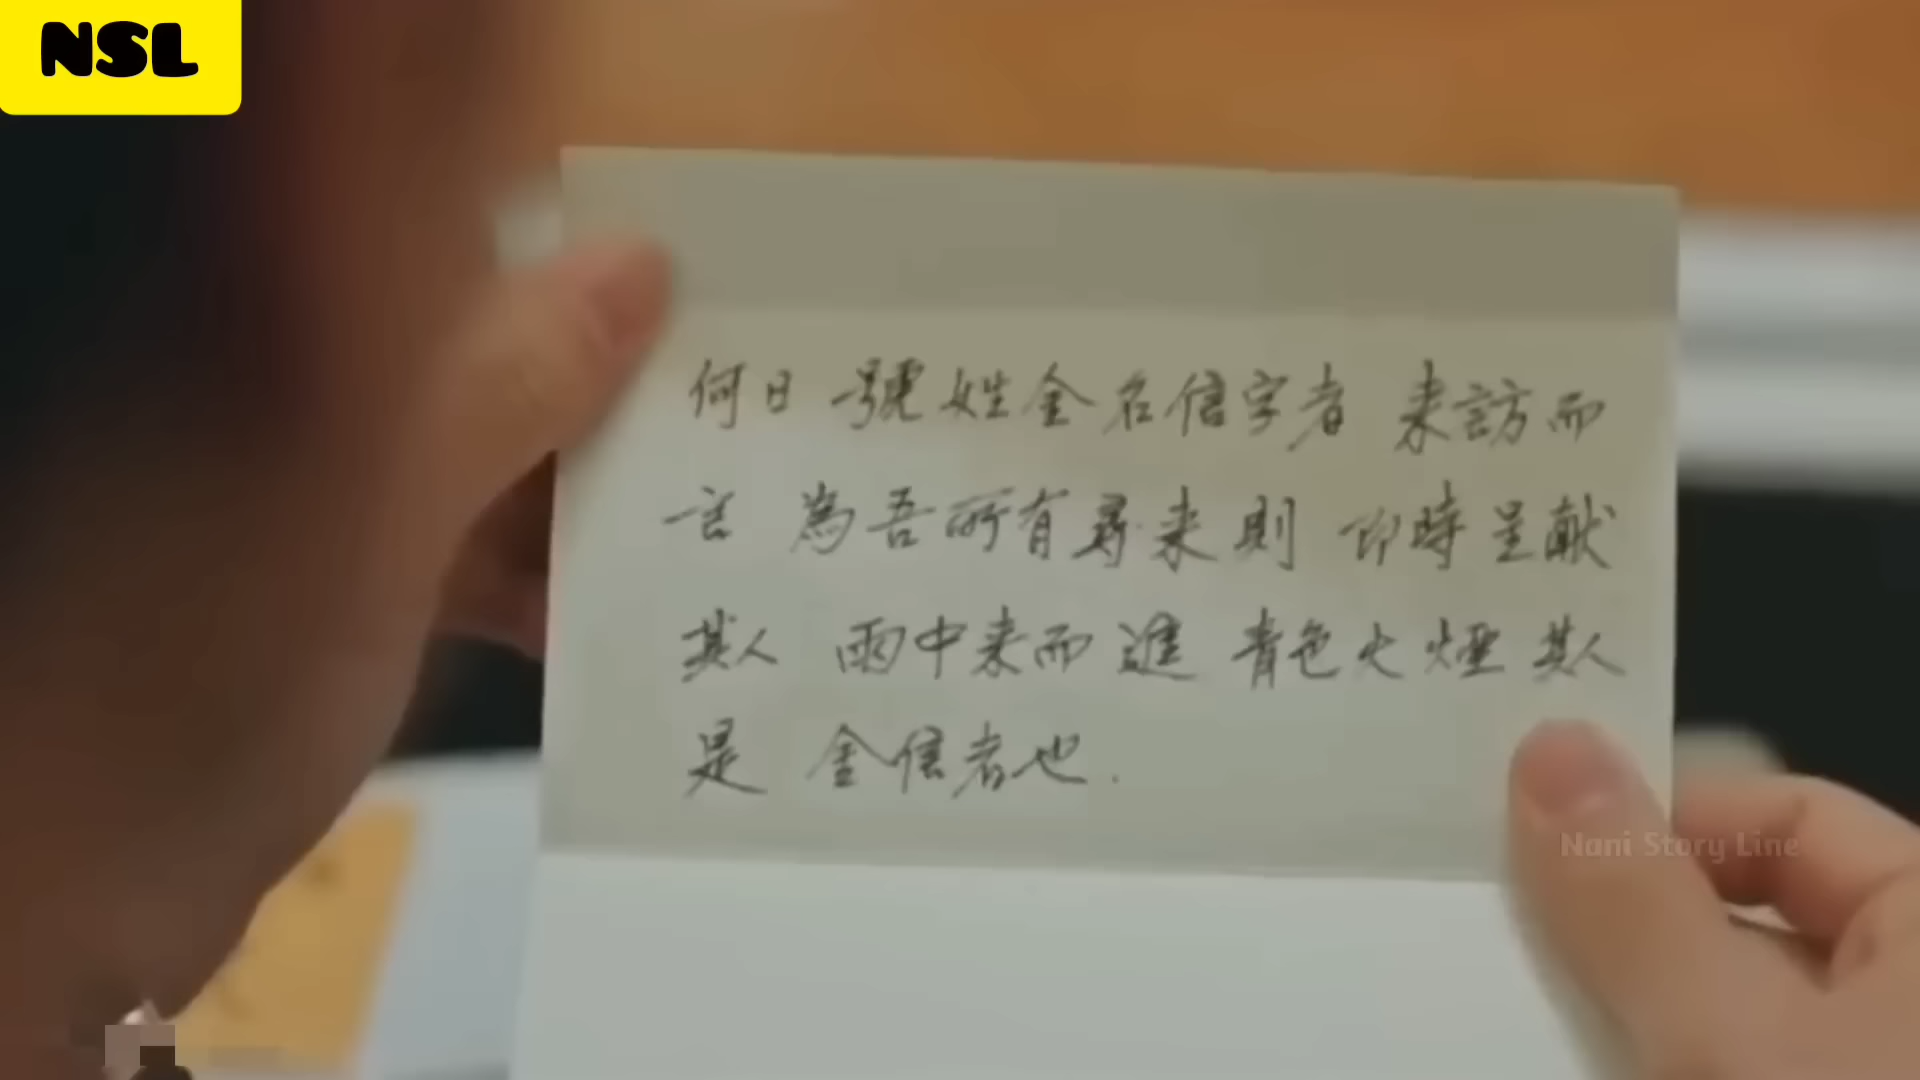 NSL
何日 號姓金名信字者 来訪而
言 為吾所有尋来則 即時呈献
其人 雨中来而進 青色火煙 其人
是 金信者也.
Nani Story Line